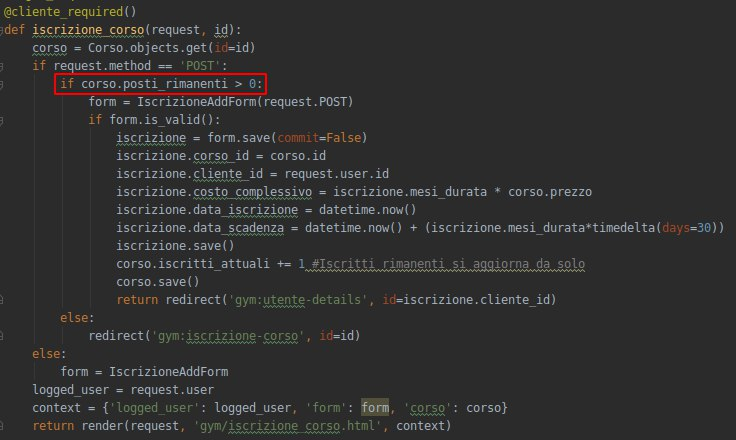 @cliente_required()
def iscrizione_corso(request, id):
    corso = Corso.objects.get(id=id)
    if request.method == 'POST':
        if corso.posti_rimanenti > 0:
            form = IscrizioneAddForm(request.POST)
            if form.is_valid():
                iscrizione = form.save(commit=False)
                iscrizione.corso_id = corso.id
                iscrizione.cliente_id = request.user.id
                iscrizione.costo_complessivo = iscrizione.mesi_durata * corso.prezzo
                iscrizione.data_iscrizione = datetime.now()
                iscrizione.data_scadenza = datetime.now() + (iscrizione.mesi_durata*timedelta(days=30))
                iscrizione.save()
                corso.iscritti_attuali += 1 #Iscritti rimanenti si aggiorna da solo
                corso.save()
                return redirect('gym:utente-details', id=iscrizione.cliente_id)
        else:
            redirect('gym:iscrizione-corso', id=id)
    else:
        form = IscrizioneAddForm
    logged_user = request.user
    context = {'logged_user': logged_user, 'form': form, 'corso': corso}
    return render(request, 'gym/iscrizione_corso.html', context)